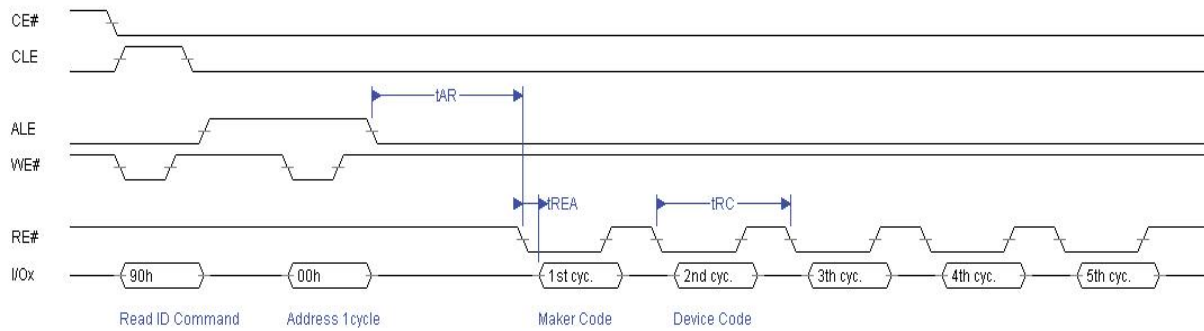 CE#
CLE
tAR
ALE
WE#
tREA
tRC
RE#
I/Ox
90h
00h
1st cyc.
2nd cyc.
3th cyc.
4th cyc.
5th cyc.
Read ID Command
Address 1cycle
Maker Code
Device Code